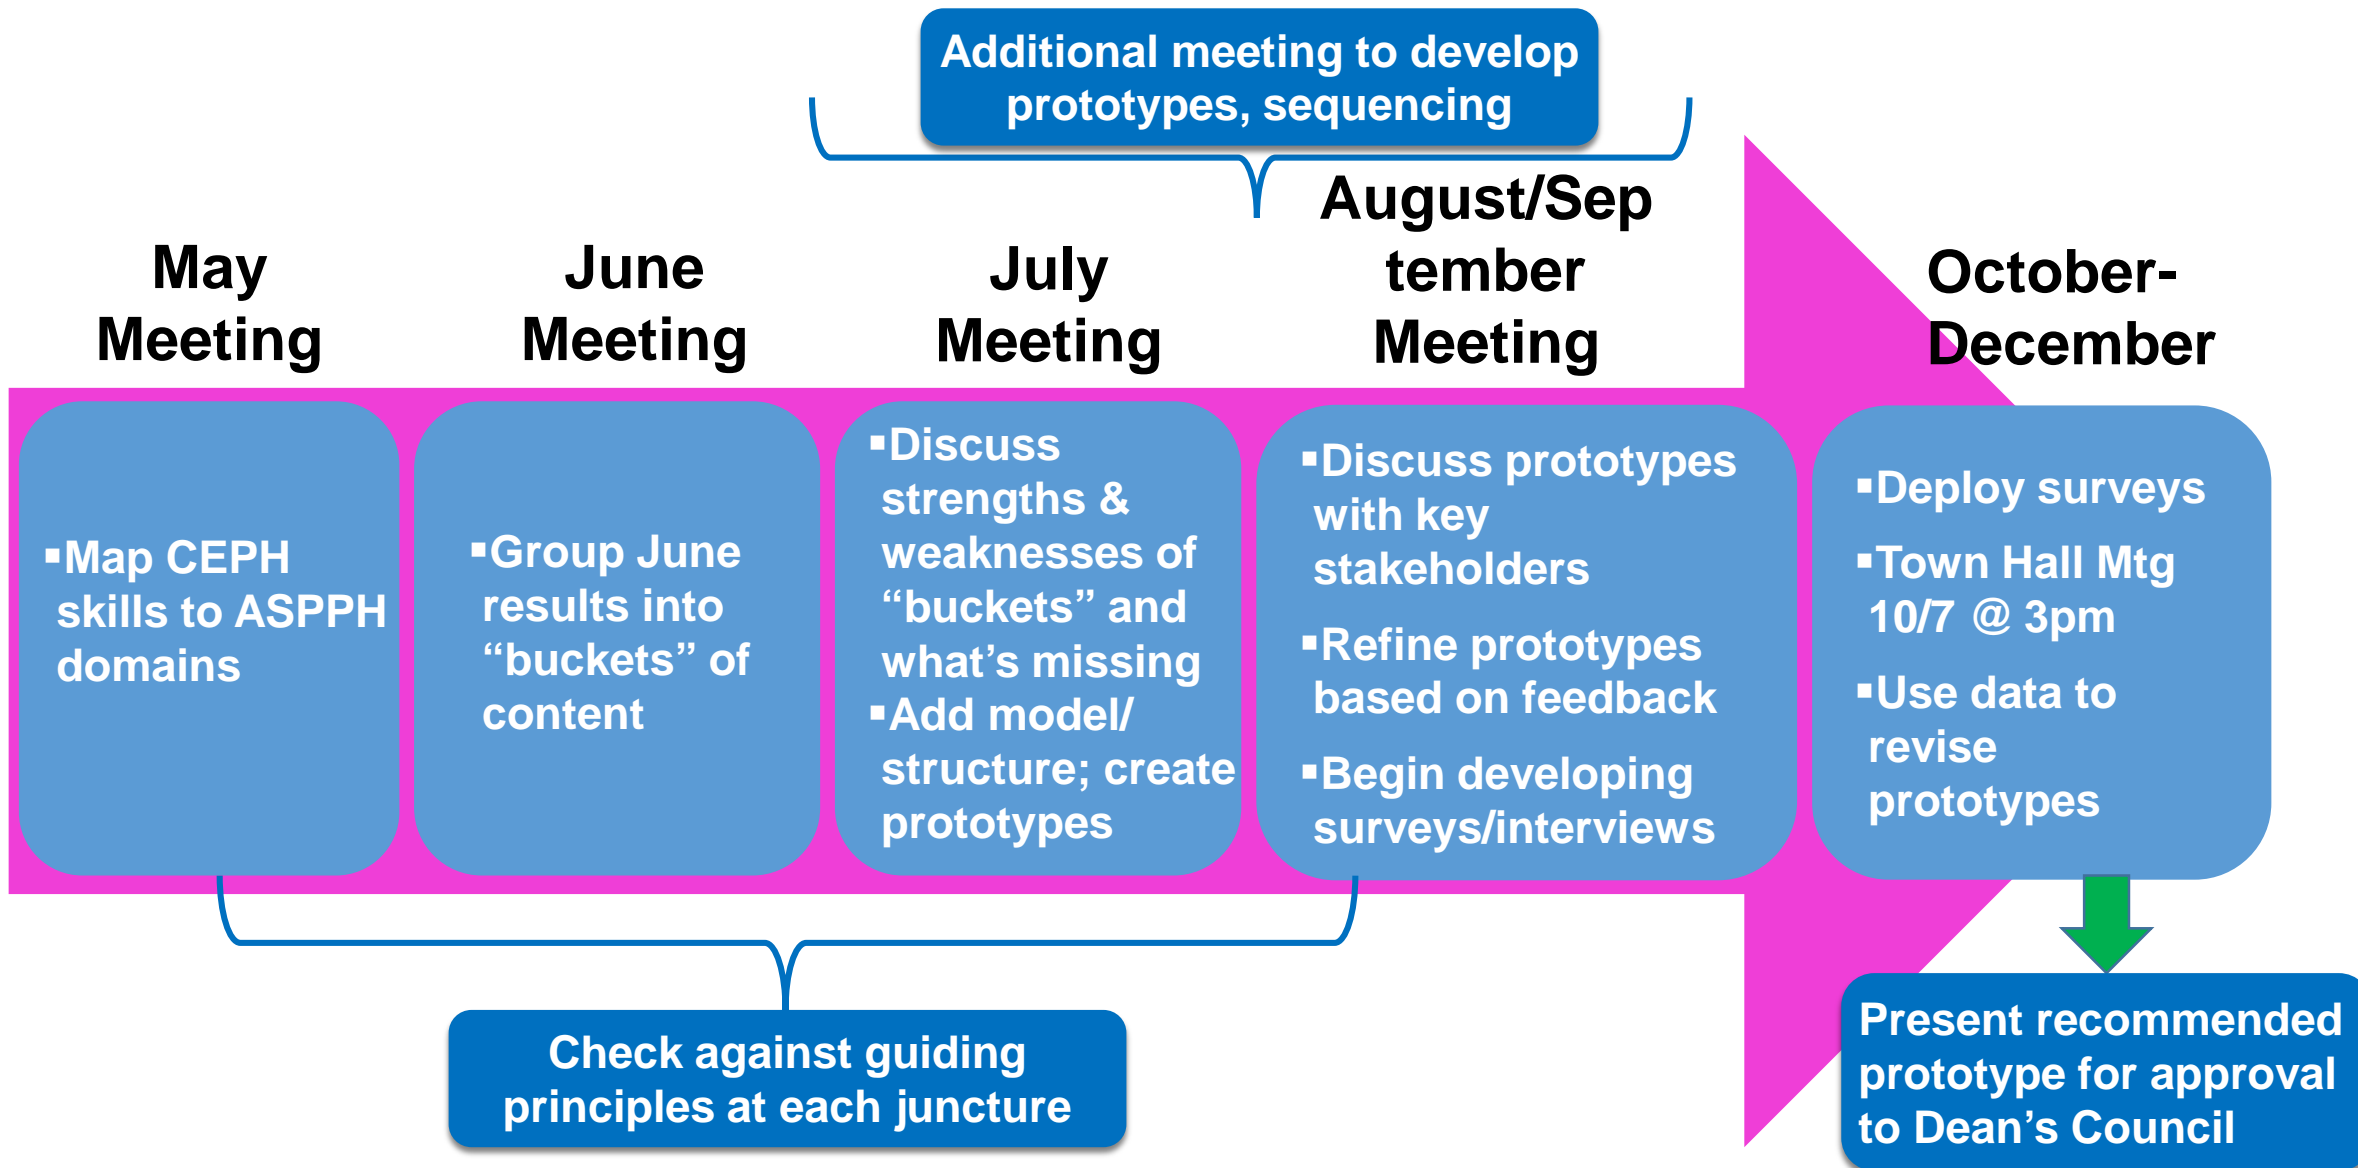 Additional meeting to develop
prototypes, sequencing
May
Meeting
June
Meeting
July
Meeting
August/Sep
tember
Meeting
October-
December
▪Map CEPH
skills to ASPPH
domains
▪Group June
results into
“buckets” of
content
▪Discuss
strengths &
weaknesses of
“buckets” and
what’s missing
▪Add model/
structure; create
prototypes
▪Discuss prototypes
with key
stakeholders
▪Refine prototypes
based on feedback
▪Begin developing
surveys/interviews
▪Deploy surveys
▪Town Hall Mtg
10/7 @ 3pm
▪Use data to
revise
prototypes
Check against guiding
principles at each juncture
Present recommended
prototype for approval
to Dean’s Council